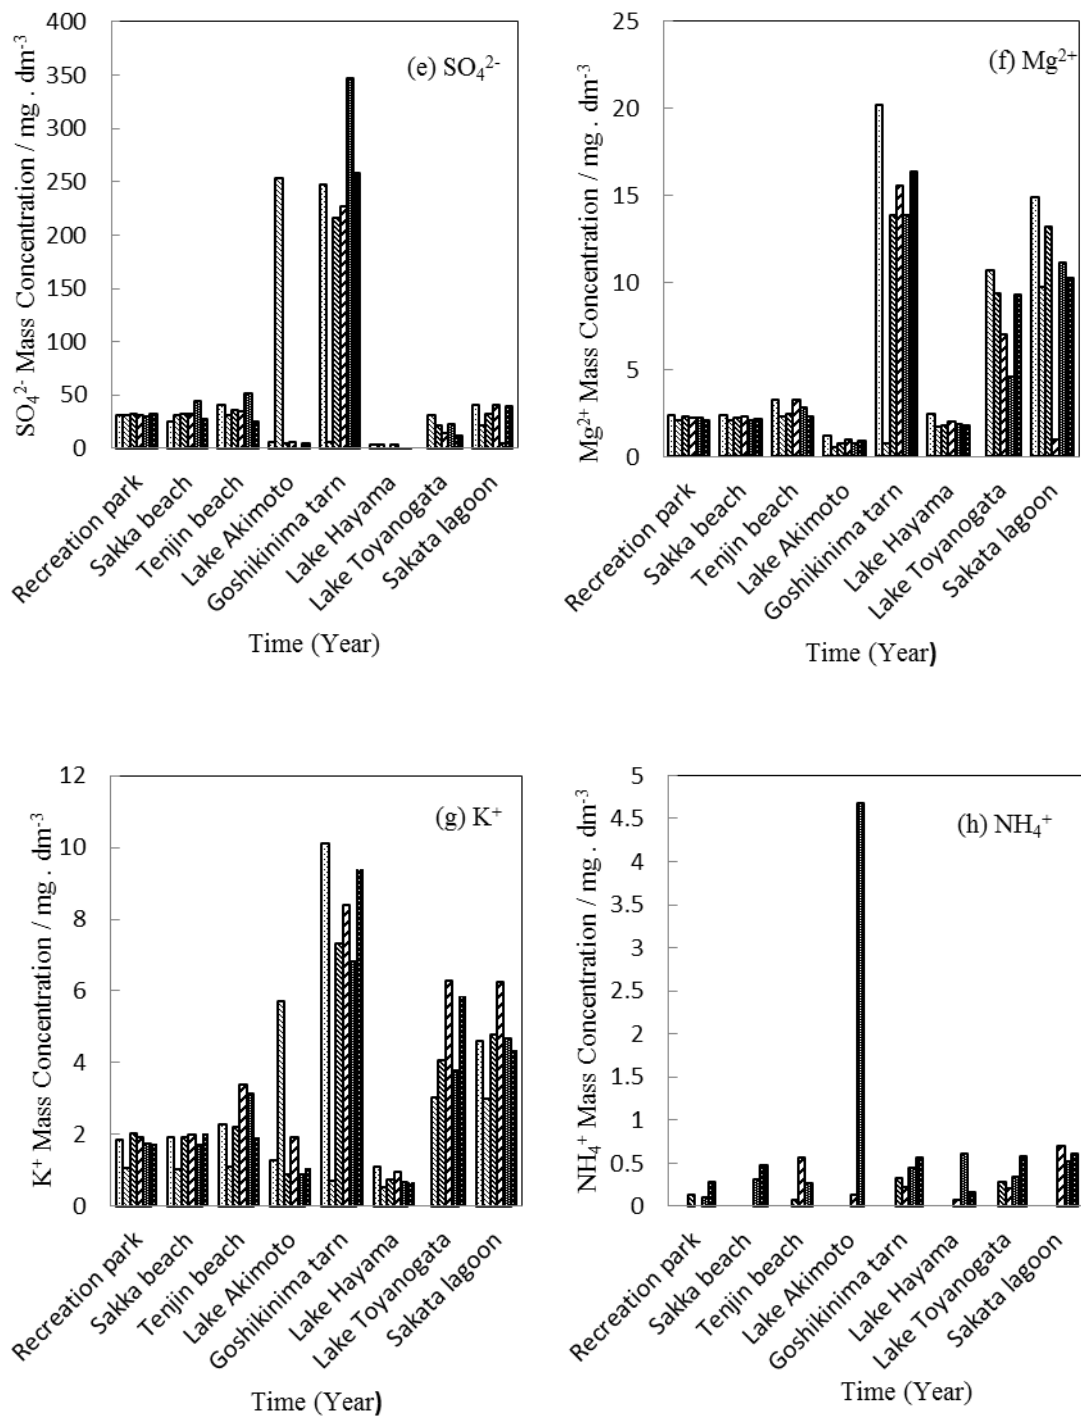 400
350
300
250
200
150
100
50
0
SO₄²⁻ Mass Concentration / mg . dm⁻³
(e) SO₄²⁻
Recreation park
Sakka beach
Tenjin beach
Lake Akimoto
Goshikinima tarn
Lake Hayama
Lake Toyanogata
Sakata lagoon
Time (Year)
25
20
15
10
5
0
Mg²⁺ Mass Concentration / mg . dm⁻³
(f) Mg²⁺
Recreation park
Sakka beach
Tenjin beach
Lake Akimoto
Goshikinima tarn
Lake Hayama
Lake Toyanogata
Sakata lagoon
Time (Year)
12
10
8
6
4
2
0
K⁺ Mass Concentration / mg . dm⁻³
(g) K⁺
Recreation park
Sakka beach
Tenjin beach
Lake Akimoto
Goshikinima tarn
Lake Hayama
Lake Toyanogata
Sakata lagoon
Time (Year)
5
4.5
4
3.5
3
2.5
2
1.5
1
0.5
0
NH₄⁺ Mass Concentration / mg . dm⁻³
(h) NH₄⁺
Recreation park
Sakka beach
Tenjin beach
Lake Akimoto
Goshikinima tarn
Lake Hayama
Lake Toyanogata
Sakata lagoon
Time (Year)